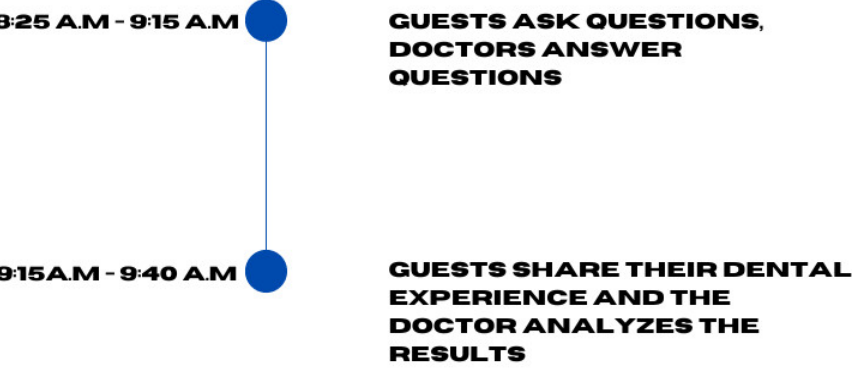 8:25 A.M - 9:15 A.M
GUESTS ASK QUESTIONS,
DOCTORS ANSWER
QUESTIONS
9:15A.M - 9:40 A.M
GUESTS SHARE THEIR DENTAL
EXPERIENCE AND THE
DOCTOR ANALYZES THE
RESULTS